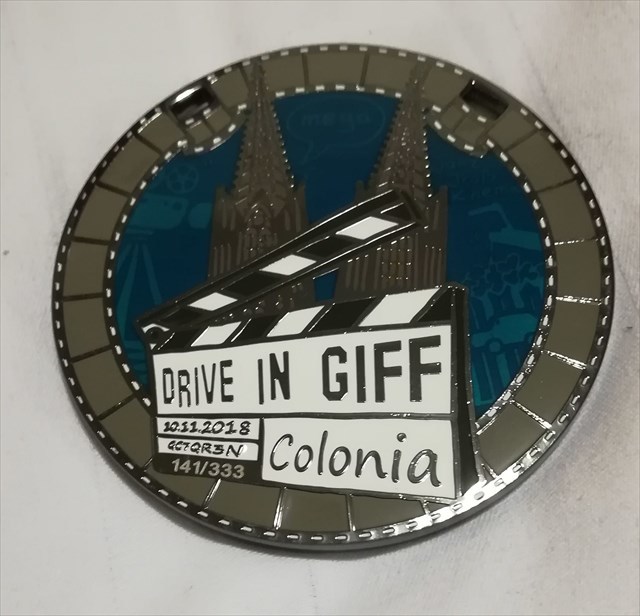 DRIVE IN GIFF
10.11.2018
GC7QR3N
141/333
Colonia